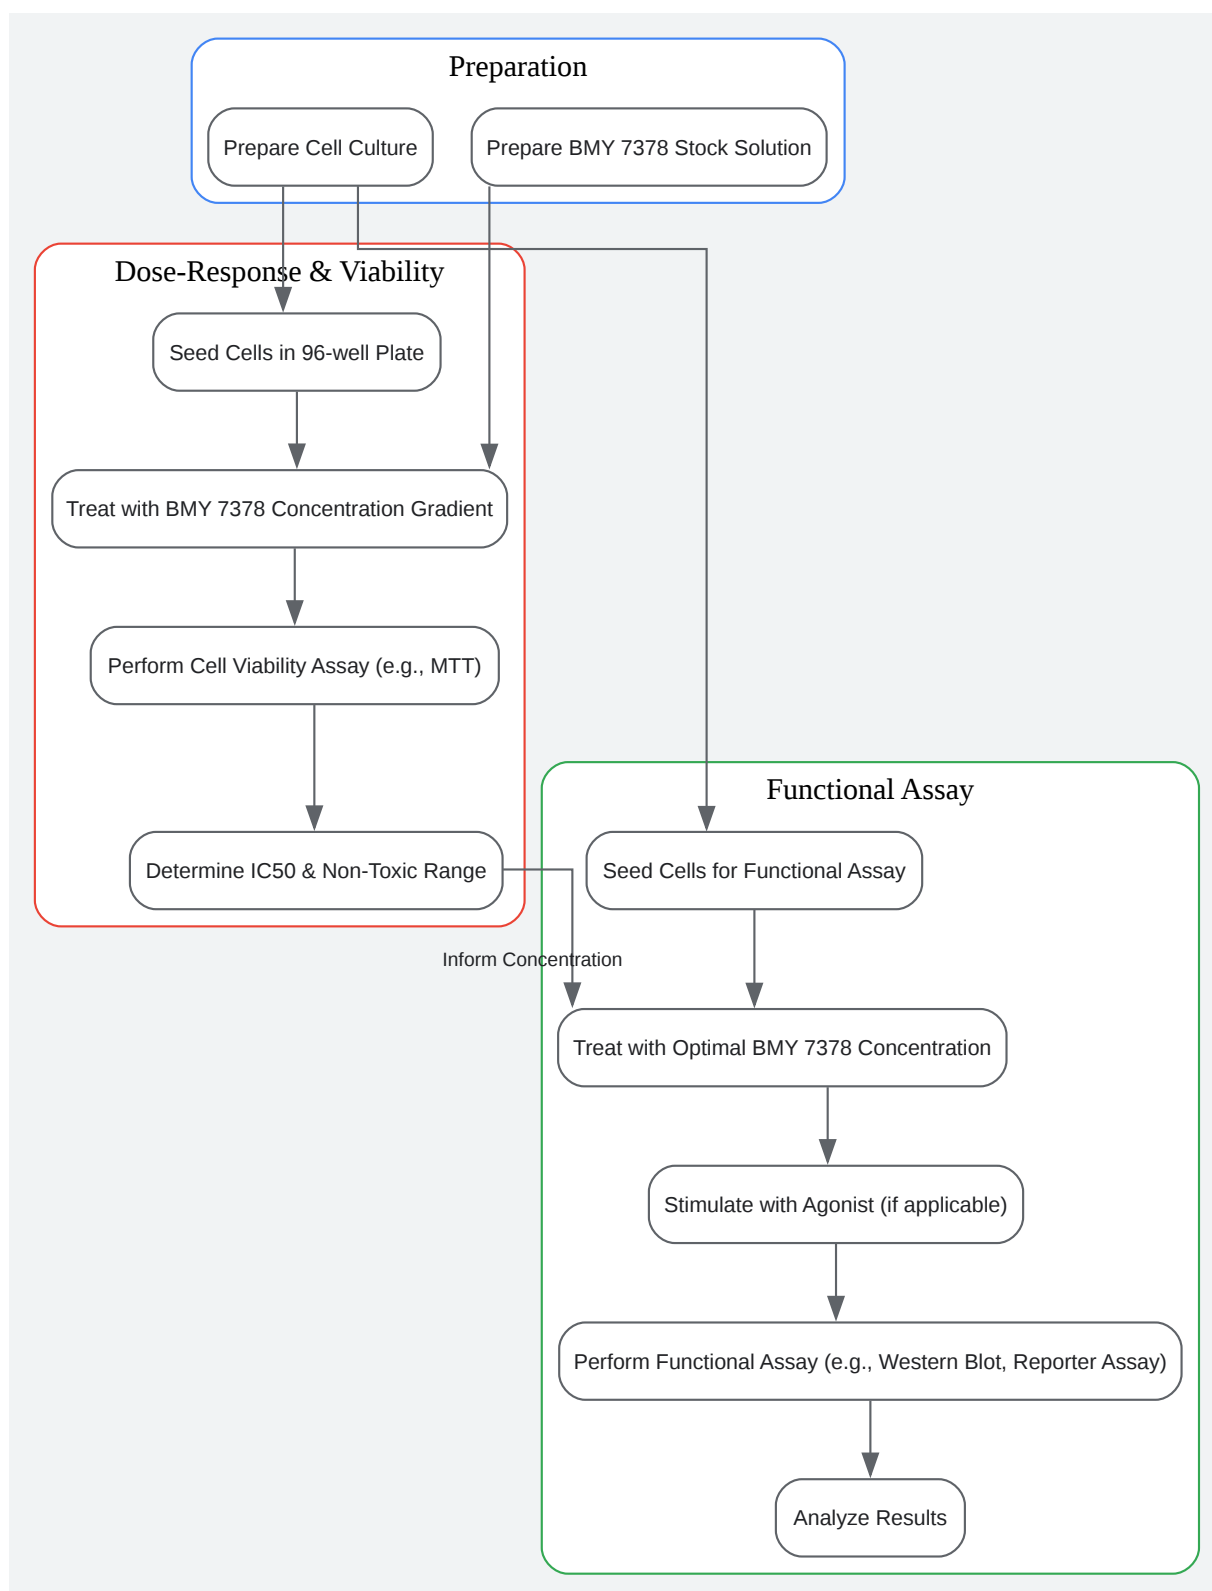 Preparation
Prepare Cell Culture
Prepare BMY 7378 Stock Solution
Dose-Response & Viability
Seed Cells in 96-well Plate
Treat with BMY 7378 Concentration Gradient
Perform Cell Viability Assay (e.g., MTT)
Determine IC50 & Non-Toxic Range
Inform Concentration
Functional Assay
Seed Cells for Functional Assay
Treat with Optimal BMY 7378 Concentration
Stimulate with Agonist (if applicable)
Perform Functional Assay (e.g., Western Blot, Reporter Assay)
Analyze Results